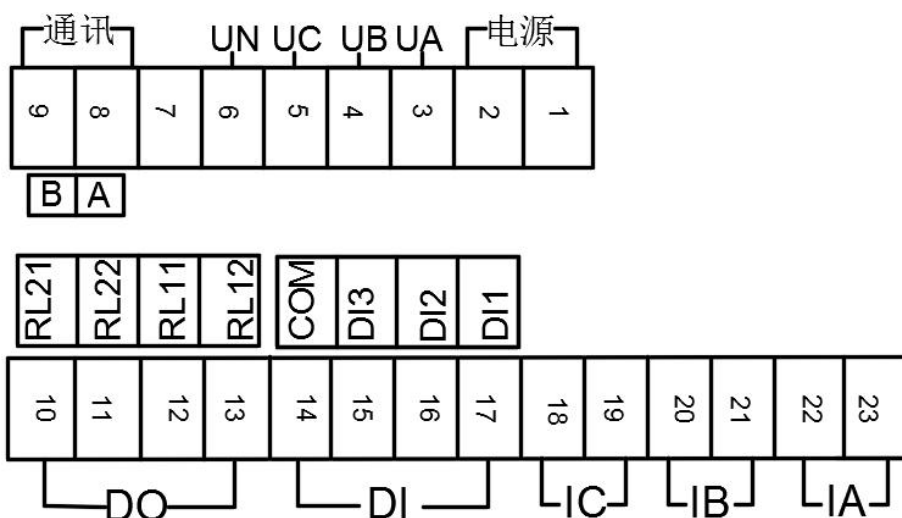 通讯 UN UC UB UA 电源
9 8 7 6 5 4 3 2 1
B A
RL21 RL22 RL11 RL12 COM DI3 DI2 DI1
10 11 12 13 14 15 16 17 18 19 20 21 22 23
DO DI IC IB IA